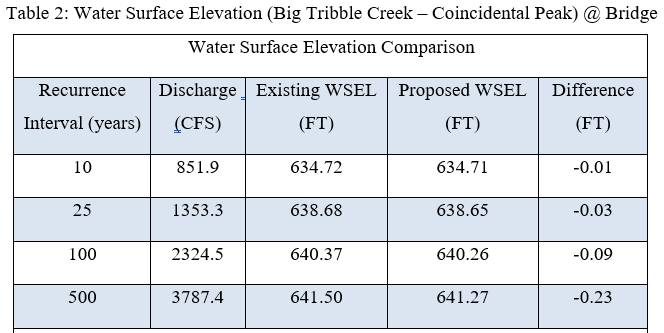 Table 2: Water Surface Elevation (Big Tribble Creek – Coincidental Peak) @ Bridge
Water Surface Elevation Comparison
Recurrence Interval (years) Discharge (CFS) Existing WSEL (FT) Proposed WSEL (FT) Difference (FT)
10 851.9 634.72 634.71 -0.01
25 1353.3 638.68 638.65 -0.03
100 2324.5 640.37 640.26 -0.09
500 3787.4 641.50 641.27 -0.23